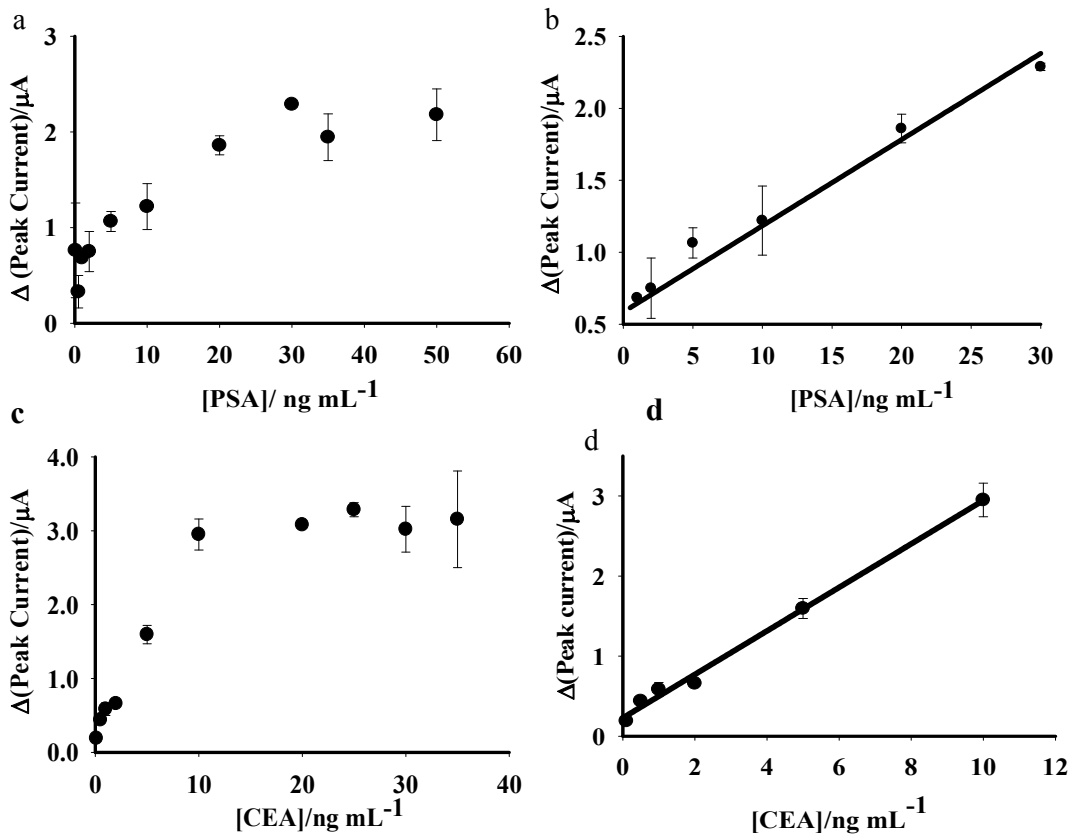 a
3
2
1
0
Δ (Peak Current)/μA
0 10 20 30 40 50 60
[PSA]/ ng mL-1
b
2.5
2.0
1.5
1.0
0.5
Δ(Peak Current)/μA
0 5 10 15 20 25 30
[PSA]/ng mL-1
c
4.0
3.0
2.0
1.0
0.0
Δ(Peak Current)/μA
0 10 20 30 40
[CEA]/ng mL-1
d
d
3
2
1
0
Δ(Peak current)/μA
0 2 4 6 8 10 12
[CEA]/ng mL-1